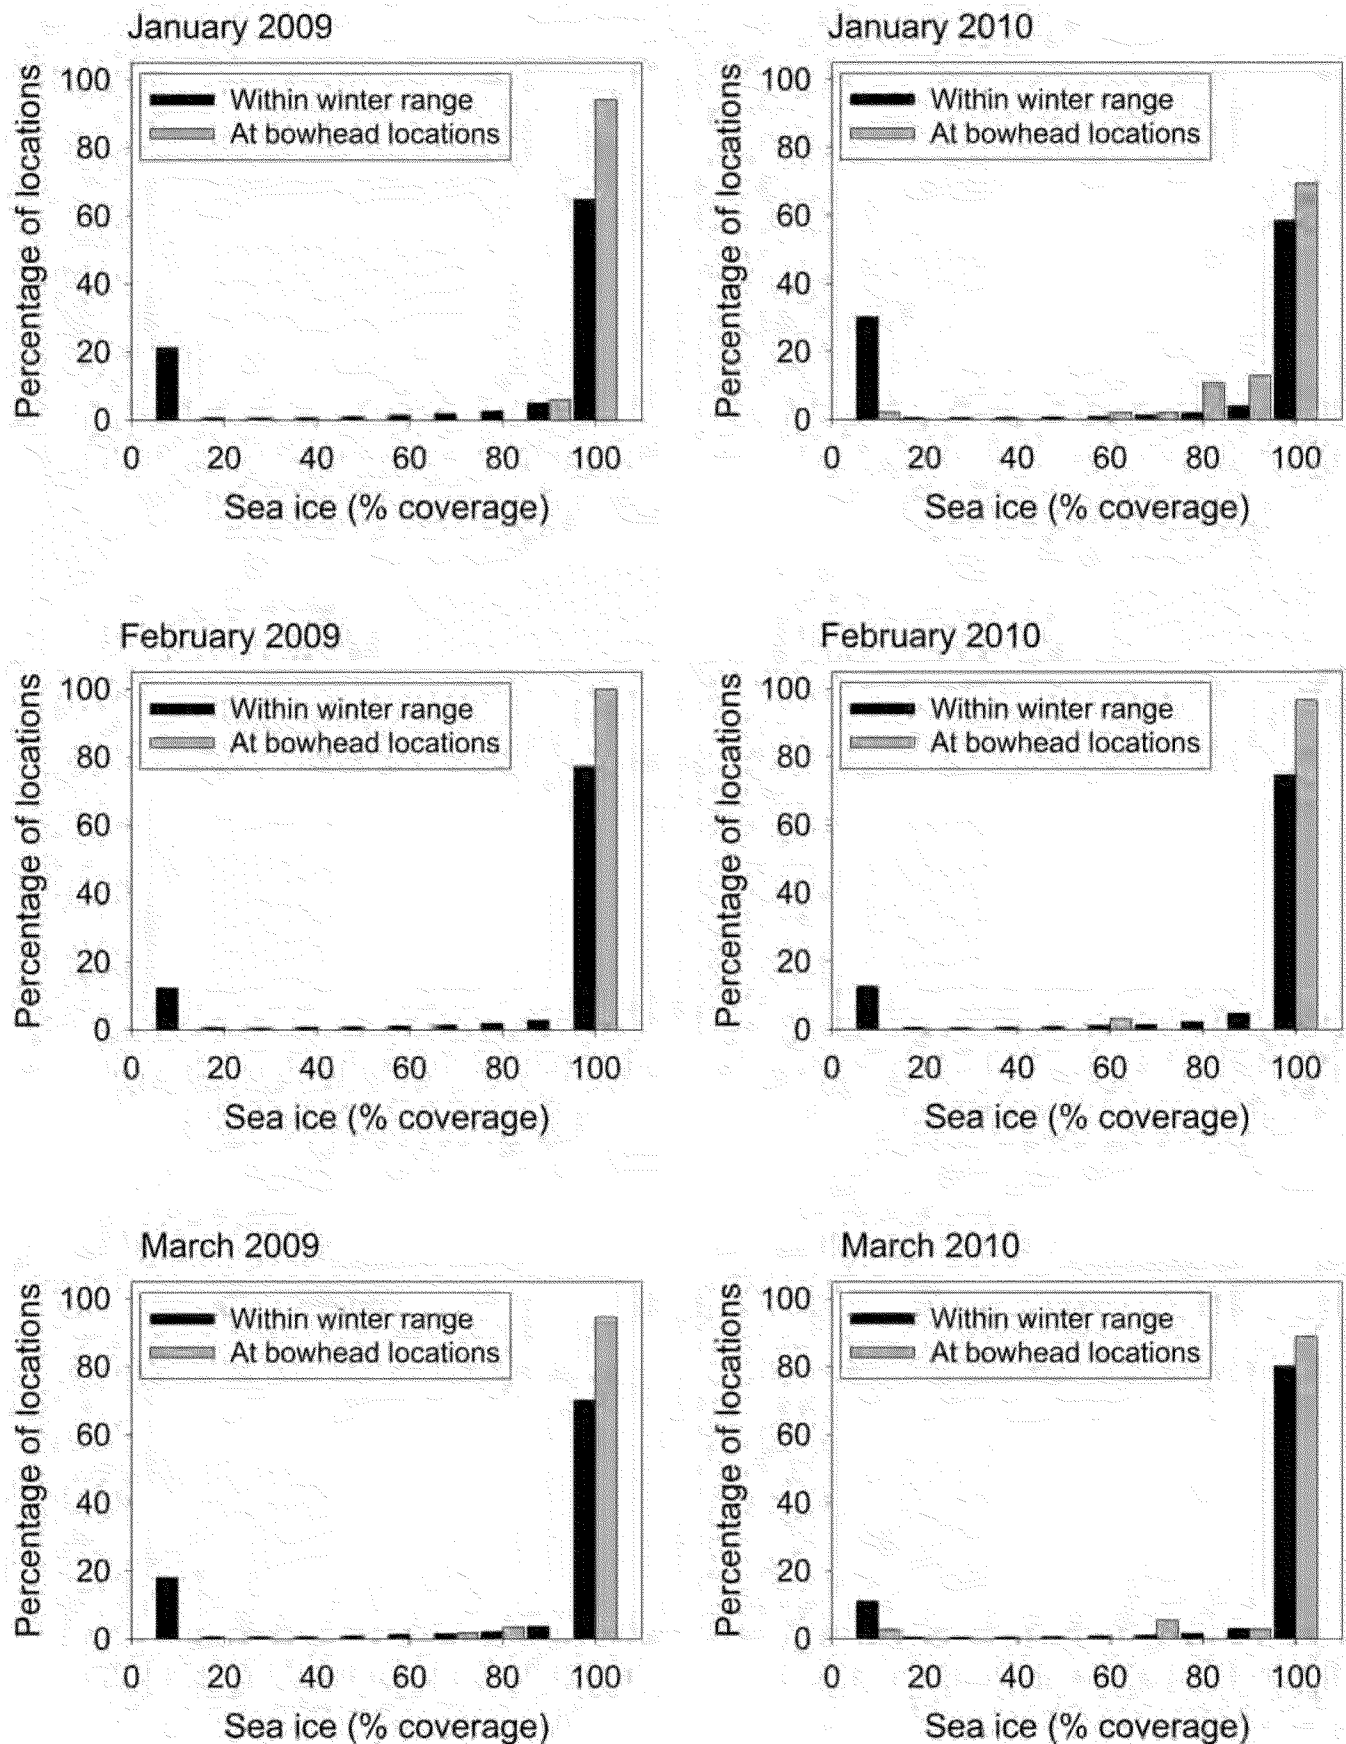 January 2009
Percentage of locations
100
80
60
40
20
0
Within winter range
At bowhead locations
0 20 40 60 80 100
Sea ice (% coverage)
January 2010
Percentage of locations
100
80
60
40
20
0
Within winter range
At bowhead locations
0 20 40 60 80 100
Sea ice (% coverage)
February 2009
Percentage of locations
100
80
60
40
20
0
Within winter range
At bowhead locations
0 20 40 60 80 100
Sea ice (% coverage)
February 2010
Percentage of locations
100
80
60
40
20
0
Within winter range
At bowhead locations
0 20 40 60 80 100
Sea ice (% coverage)
March 2009
Percentage of locations
100
80
60
40
20
0
Within winter range
At bowhead locations
0 20 40 60 80 100
Sea ice (% coverage)
March 2010
Percentage of locations
100
80
60
40
20
0
Within winter range
At bowhead locations
0 20 40 60 80 100
Sea ice (% coverage)